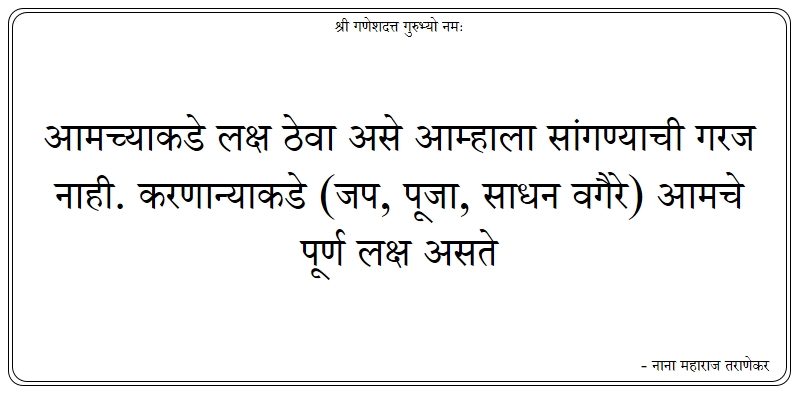 श्री गणेशदत्त गुरुभ्यो नमः
आमच्याकडे लक्ष ठेवा असे आम्हाला सांगण्याची गरज
नाही. करणाऱ्याकडे (जप, पूजा, साधन वगैरे) आमचे
पूर्ण लक्ष असते
- नाना महाराज तराणेकर